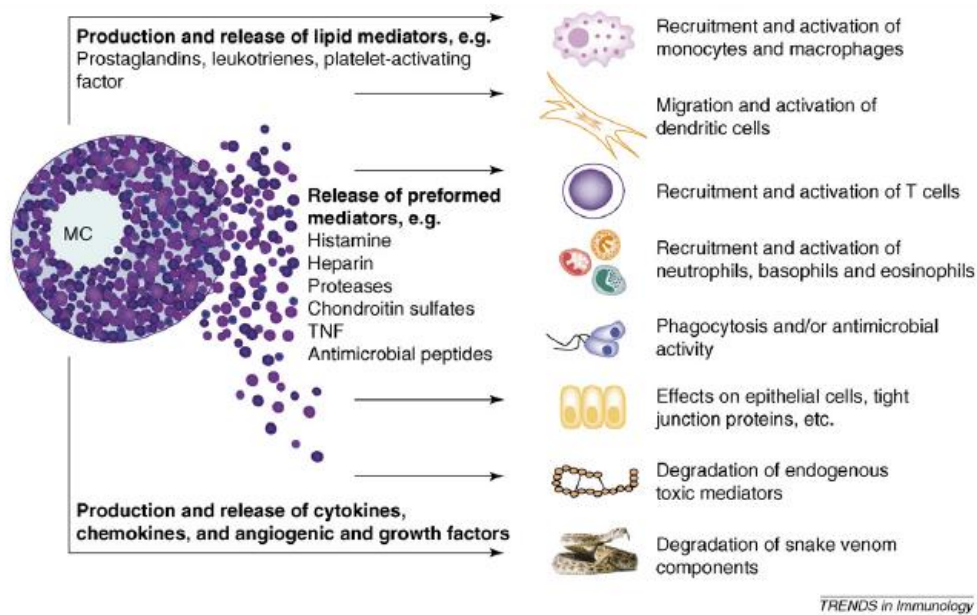 Production and release of lipid mediators, e.g.
Prostaglandins, leukotrienes, platelet-activating
factor
MC
Release of preformed
mediators, e.g.
Histamine
Heparin
Proteases
Chondroitin sulfates
TNF
Antimicrobial peptides
Production and release of cytokines,
chemokines, and angiogenic and growth factors
Recruitment and activation of
monocytes and macrophages
Migration and activation of
dendritic cells
Recruitment and activation of T cells
Recruitment and activation of
neutrophils, basophils and eosinophils
Phagocytosis and/or antimicrobial
activity
Effects on epithelial cells, tight
junction proteins, etc.
Degradation of endogenous
toxic mediators
Degradation of snake venom
components
TRENDS in Immunology